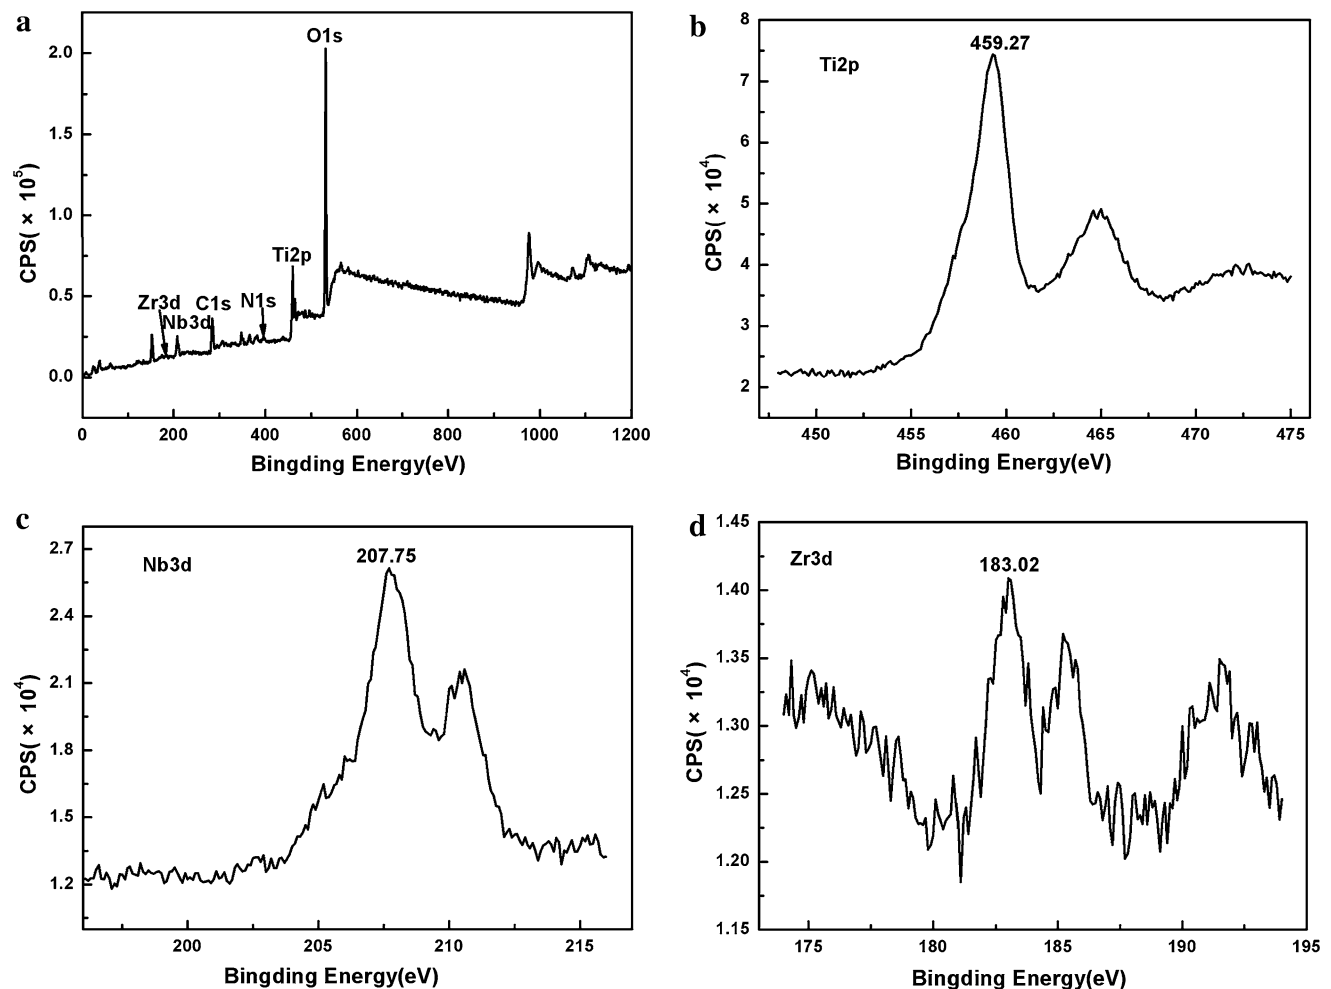 a
2.0
1.5
1.0
0.5
0.0
CPS( × 10⁵)
O1s
Ti2p
Zr3d
C1s
N1s
Nb3d
0 200 400 600 800 1000 1200
Bingding Energy(eV)
b
8
7
6
5
4
3
2
CPS( × 10⁴)
459.27
Ti2p
450 455 460 465 470 475
Bingding Energy(eV)
c
2.7
2.4
2.1
1.8
1.5
1.2
CPS( × 10⁴)
207.75
Nb3d
200 205 210 215
Bingding Energy(eV)
d
1.45
1.40
1.35
1.30
1.25
1.20
1.15
CPS( × 10⁴)
Zr3d
183.02
175 180 185 190 195
Bingding Energy(eV)